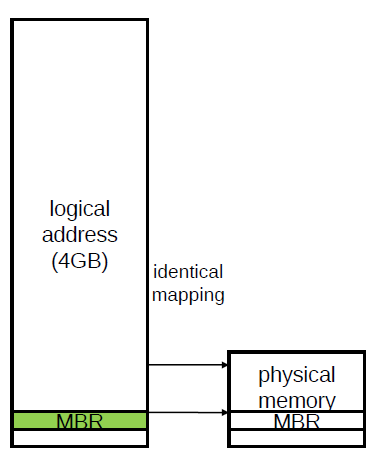 logical
address
(4GB)
identical
mapping
physical
memory
MBR
MBR